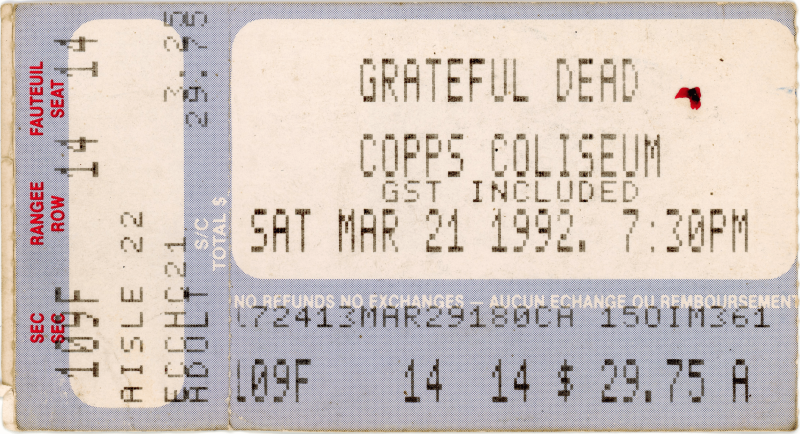 FAUTEUIL SEAT 14
RANGEE ROW 14
SEC SEC 109F
AISLE 22
ECCHC21 3.25
ADULT 29.75
S/C
TOTAL $
GRATEFUL DEAD
COPPS COLISEUM
GST INCLUDED
SAT MAR 21 1992. 7:30PM
NO REFUNDS NO EXCHANGES — AUCUN ECHANGE OU REMBOURSEMENT
172413MAR29180CA 150IM361
109F 14 14 $ 29.75 A